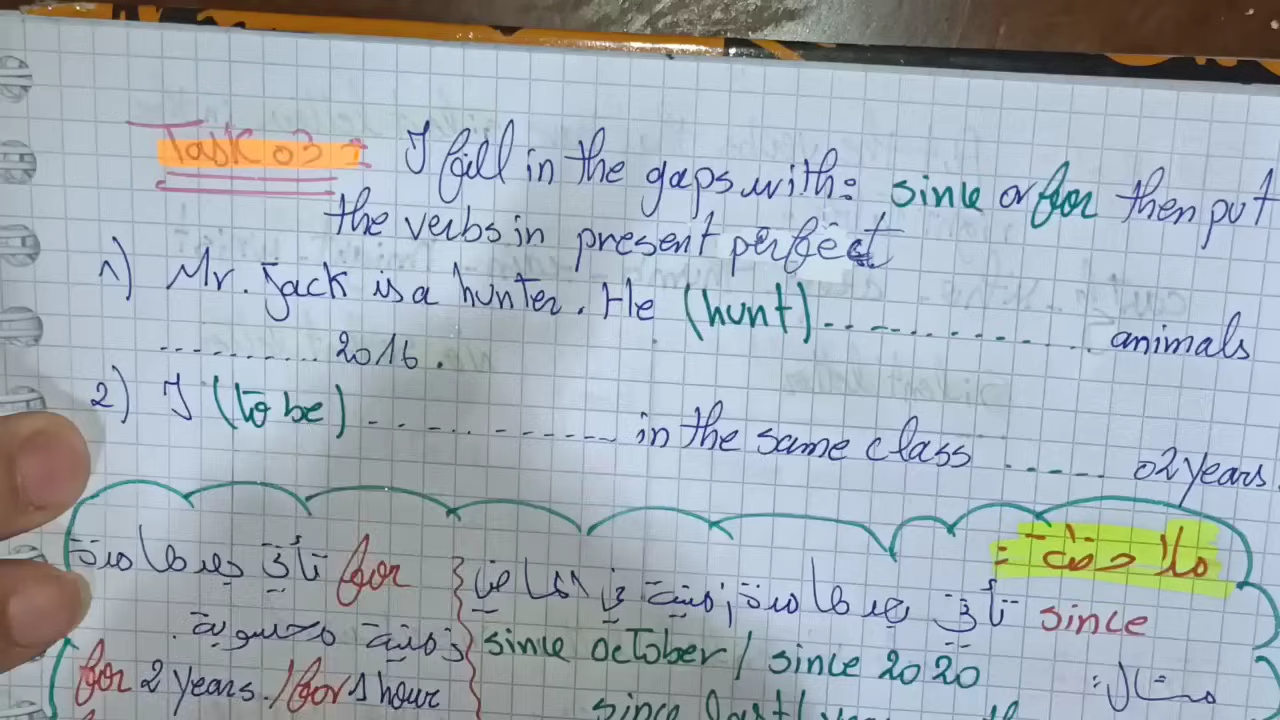 Task 03 : I fill in the gaps with: since or for then put
the verbs in present perfect
1) Mr. Jack is a hunter. He (hunt) .............. animals
.......... 2016.
2) I (to be) .............. in the same class ...... 02 years.
ملاحظة =
since تأتي بعدها مدة زمنية في الماضي
مثال:
since october / since 2020
since last
for تأتي بعدها مدة
زمنية محسوبة.
for 2 years. / for 1 hour